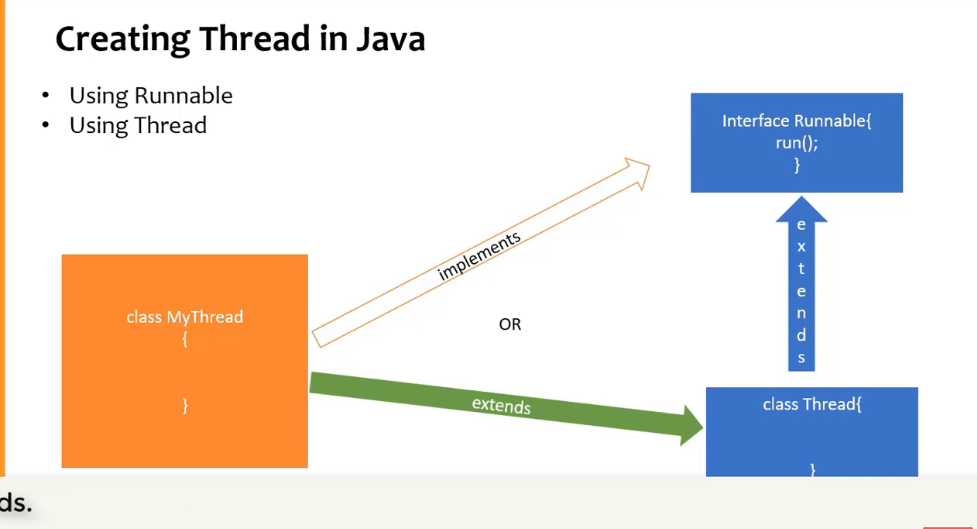 Creating Thread in Java
• Using Runnable
• Using Thread
Interface Runnable{
run();
}
extends
implements
OR
class MyThread
{
}
extends
class Thread{
}
ds.